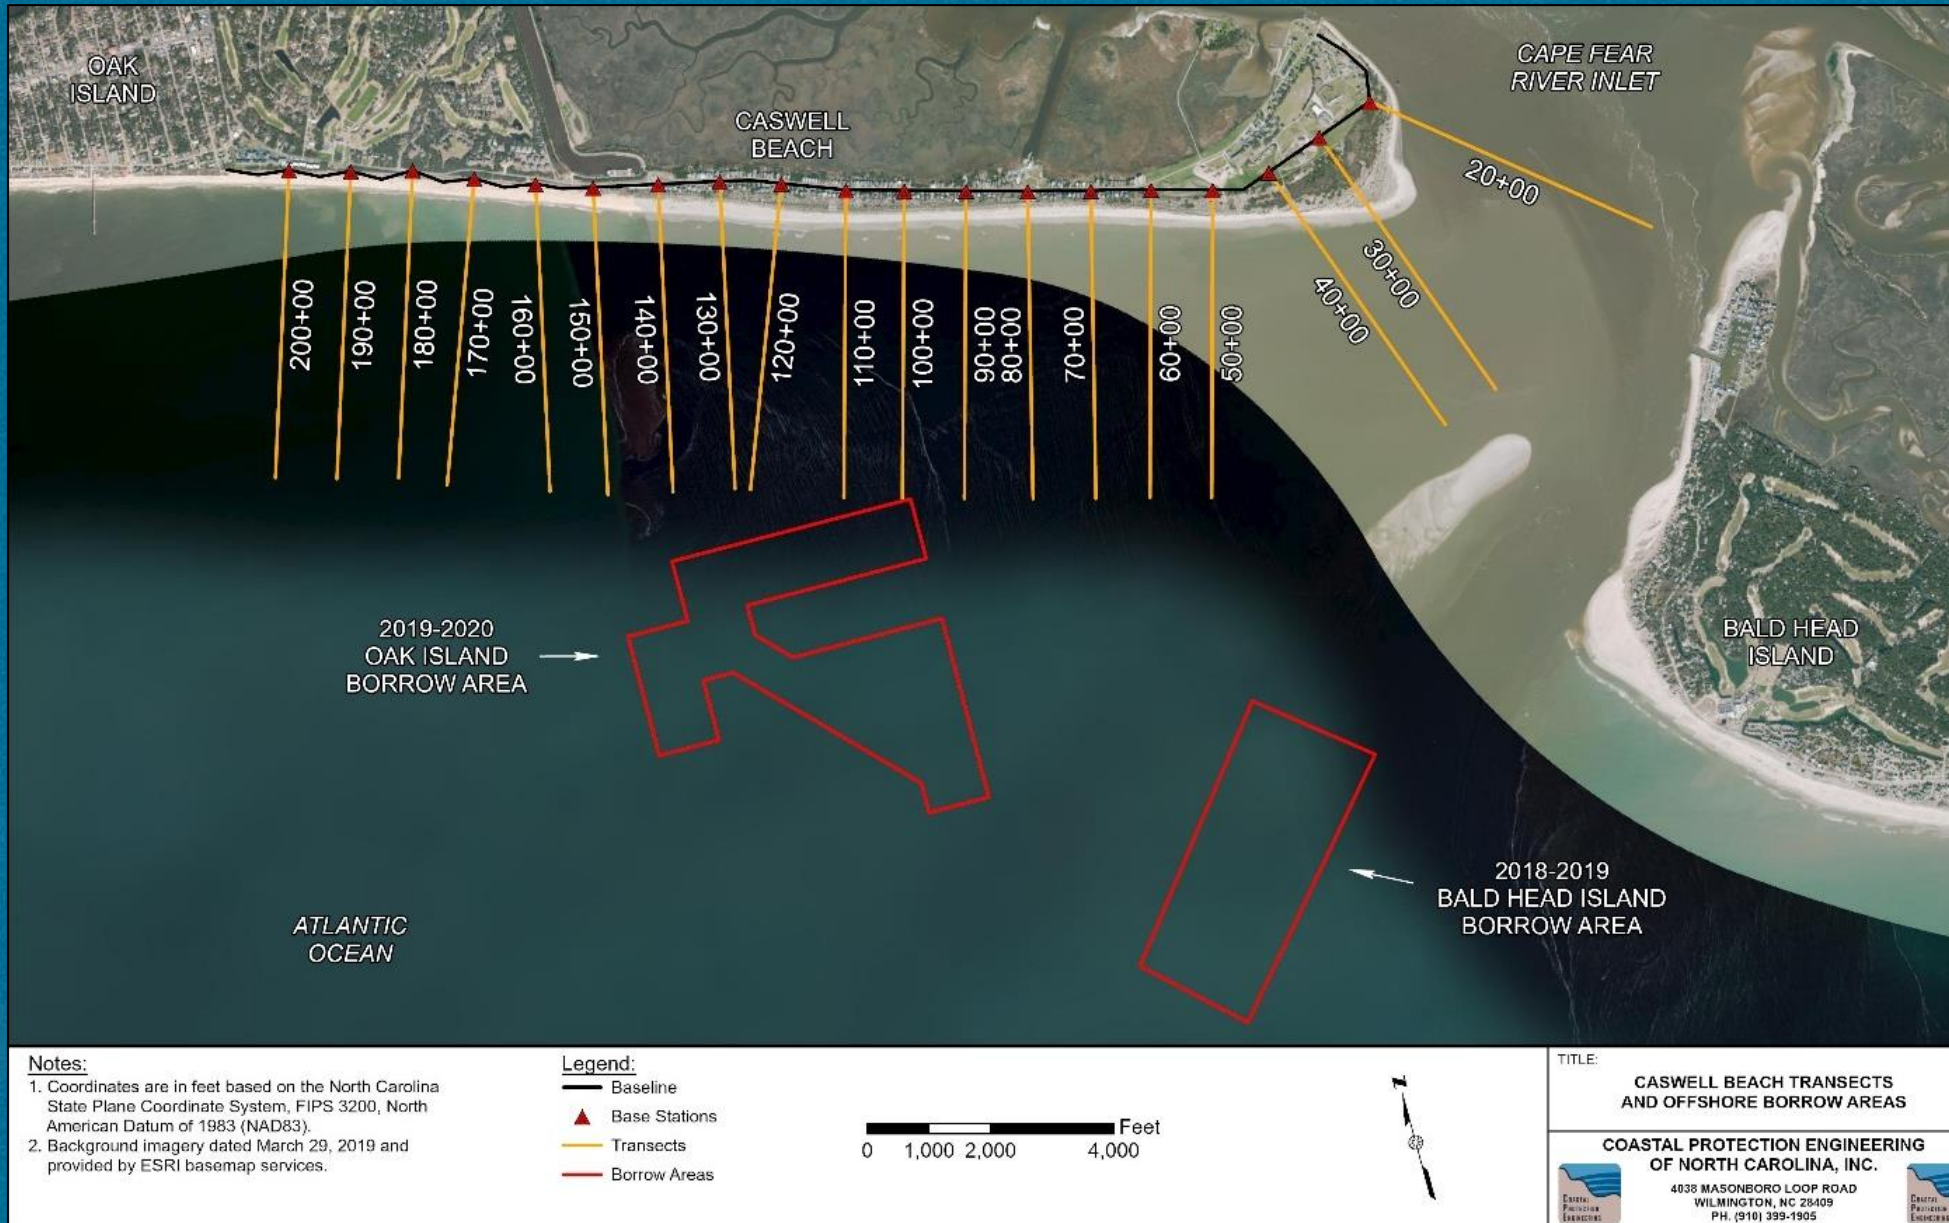 OAK
ISLAND
CASWELL
BEACH
CAPE FEAR
RIVER INLET
20+00
30+00
40+00
200+00
190+00
180+00
170+00
160+00
150+00
140+00
130+00
120+00
110+00
100+00
90+00
80+00
70+00
60+00
50+00
2019-2020
OAK ISLAND
BORROW AREA
BALD HEAD
ISLAND
2018-2019
BALD HEAD ISLAND
BORROW AREA
ATLANTIC
OCEAN
Notes:
1. Coordinates are in feet based on the North Carolina
State Plane Coordinate System, FIPS 3200, North
American Datum of 1983 (NAD83).
2. Background imagery dated March 29, 2019 and
provided by ESRI basemap services.
Legend:
Baseline
Base Stations
Transects
Borrow Areas
Feet
0 1,000 2,000 4,000
N
TITLE:
CASWELL BEACH TRANSECTS
AND OFFSHORE BORROW AREAS
COASTAL PROTECTION ENGINEERING
OF NORTH CAROLINA, INC.
4038 MASONBORO LOOP ROAD
WILMINGTON, NC 28409
PH. (910) 399-1905
COASTAL
PROTECTION
ENGINEERING
COASTAL
PROTECTION
ENGINEERING